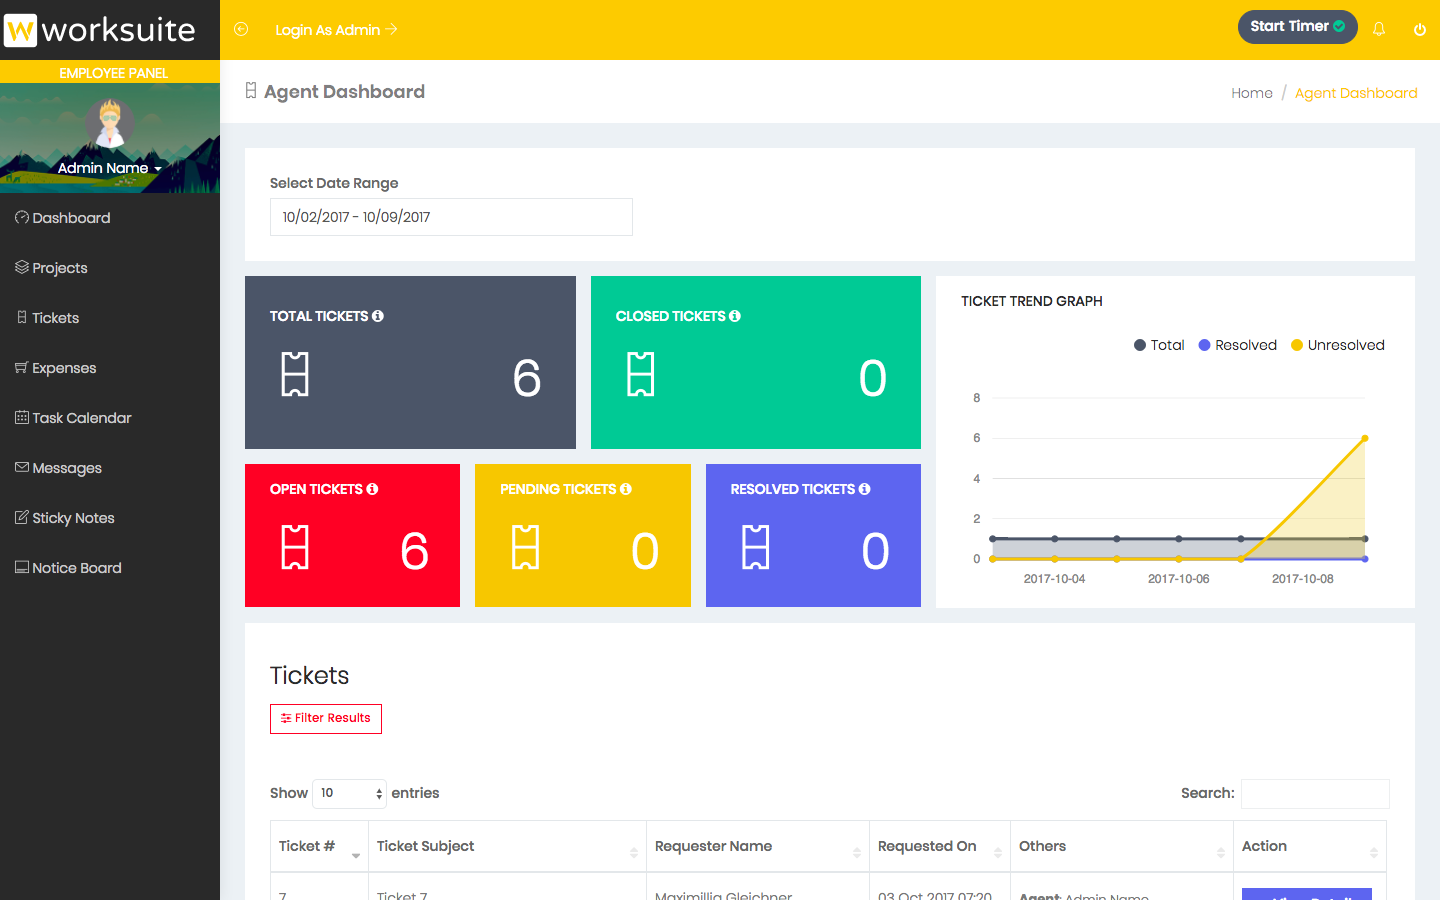 W worksuite
Login As Admin
Start Timer
EMPLOYEE PANEL
Admin Name
Dashboard
Projects
Tickets
Expenses
Task Calendar
Messages
Sticky Notes
Notice Board
Agent Dashboard
Home / Agent Dashboard
Select Date Range
10/02/2017 - 10/09/2017
TOTAL TICKETS
6
CLOSED TICKETS
0
OPEN TICKETS
6
PENDING TICKETS
0
RESOLVED TICKETS
0
TICKET TREND GRAPH
Total Resolved Unresolved
8
6
4
2
0
2017-10-04 2017-10-06 2017-10-08
Tickets
Filter Results
Show 10 entries
Search:
Ticket # Ticket Subject Requester Name Requested On Others Action
7 Ticket 7 Maximillia Gleichner 03 Oct 2017 07:20 Agent: Admin Name View Details